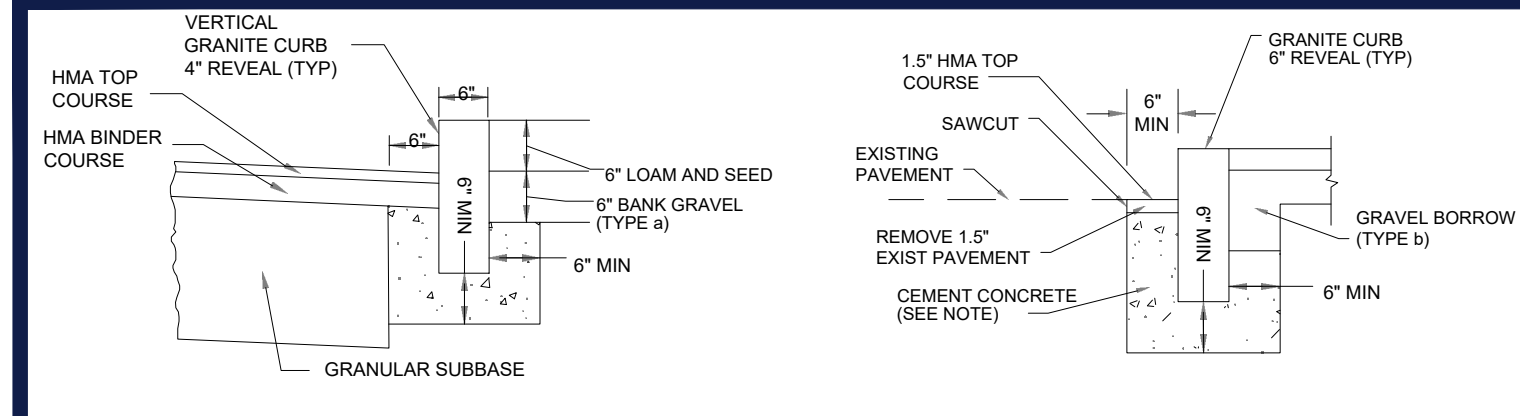 VERTICAL
GRANITE CURB
4" REVEAL (TYP)
HMA TOP
COURSE
HMA BINDER
COURSE
6"
6"
6" MIN
6" LOAM AND SEED
6" BANK GRAVEL
(TYPE a)
6" MIN
GRANULAR SUBBASE
GRANITE CURB
6" REVEAL (TYP)
1.5" HMA TOP
COURSE
6"
MIN
SAWCUT
EXISTING
PAVEMENT
6" MIN
GRAVEL BORROW
(TYPE b)
REMOVE 1.5"
EXIST PAVEMENT
CEMENT CONCRETE
(SEE NOTE)
6" MIN